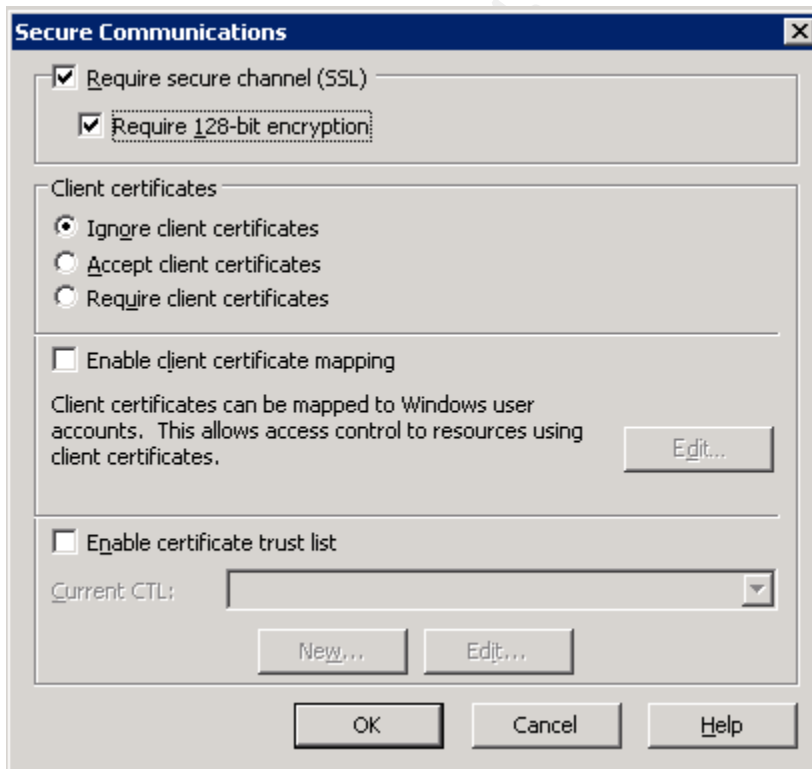 Secure Communications
Require secure channel (SSL)
Require 128-bit encryption
Client certificates
Ignore client certificates
Accept client certificates
Require client certificates
Enable client certificate mapping
Client certificates can be mapped to Windows user
accounts. This allows access control to resources using
client certificates.
Edit...
Enable certificate trust list
Current CTL:
New... Edit...
OK Cancel Help